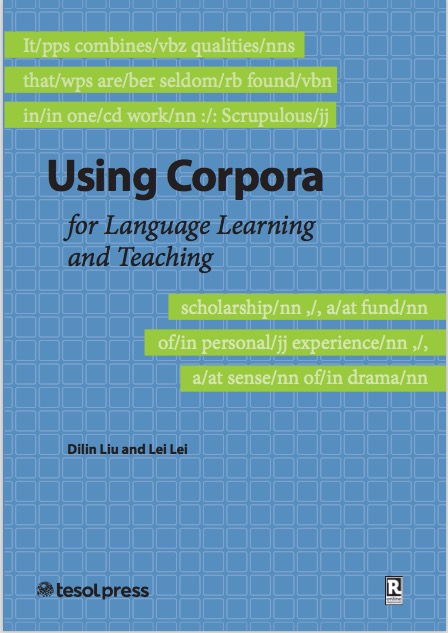 It/pps combines/vbz qualities/nns
that/wps are/ber seldom/rb found/vbn
in/in one/cd work/nn :/: Scrupulous/jj
Using Corpora
for Language Learning
and Teaching
scholarship/nn ,/, a/at fund/nn
of/in personal/jj experience/nn ,/,
a/at sense/nn of/in drama/nn
Dilin Liu and Lei Lei
tesolpress
R